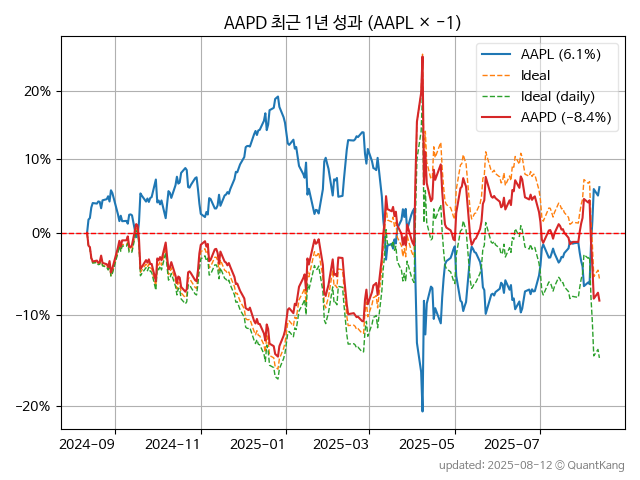 AAPD 최근 1년 성과 (AAPL × −1)
AAPL (6.1%)
Ideal
Ideal (daily)
AAPD (−8.4%)
20%
10%
0%
−10%
−20%
2024-09 2024-11 2025-01 2025-03 2025-05 2025-07
updated: 2025-08-12 © QuantKang